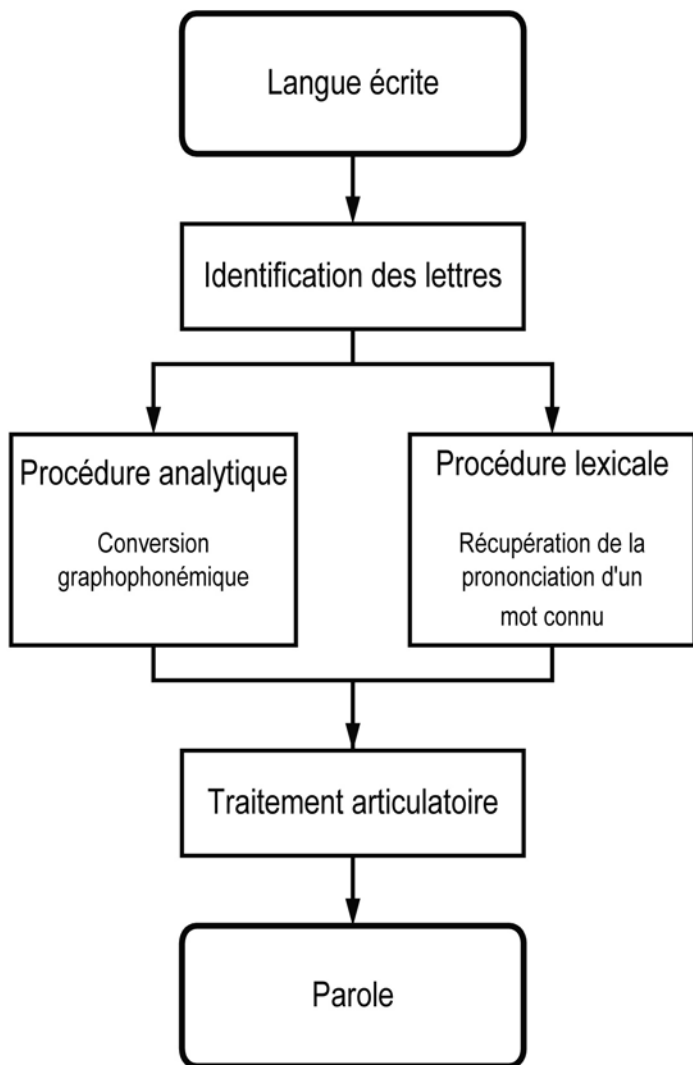 Langue écrite
Identification des lettres
Procédure analytique
Conversion
graphophonémique
Procédure lexicale
Récupération de la
prononciation d'un
mot connu
Traitement articulatoire
Parole